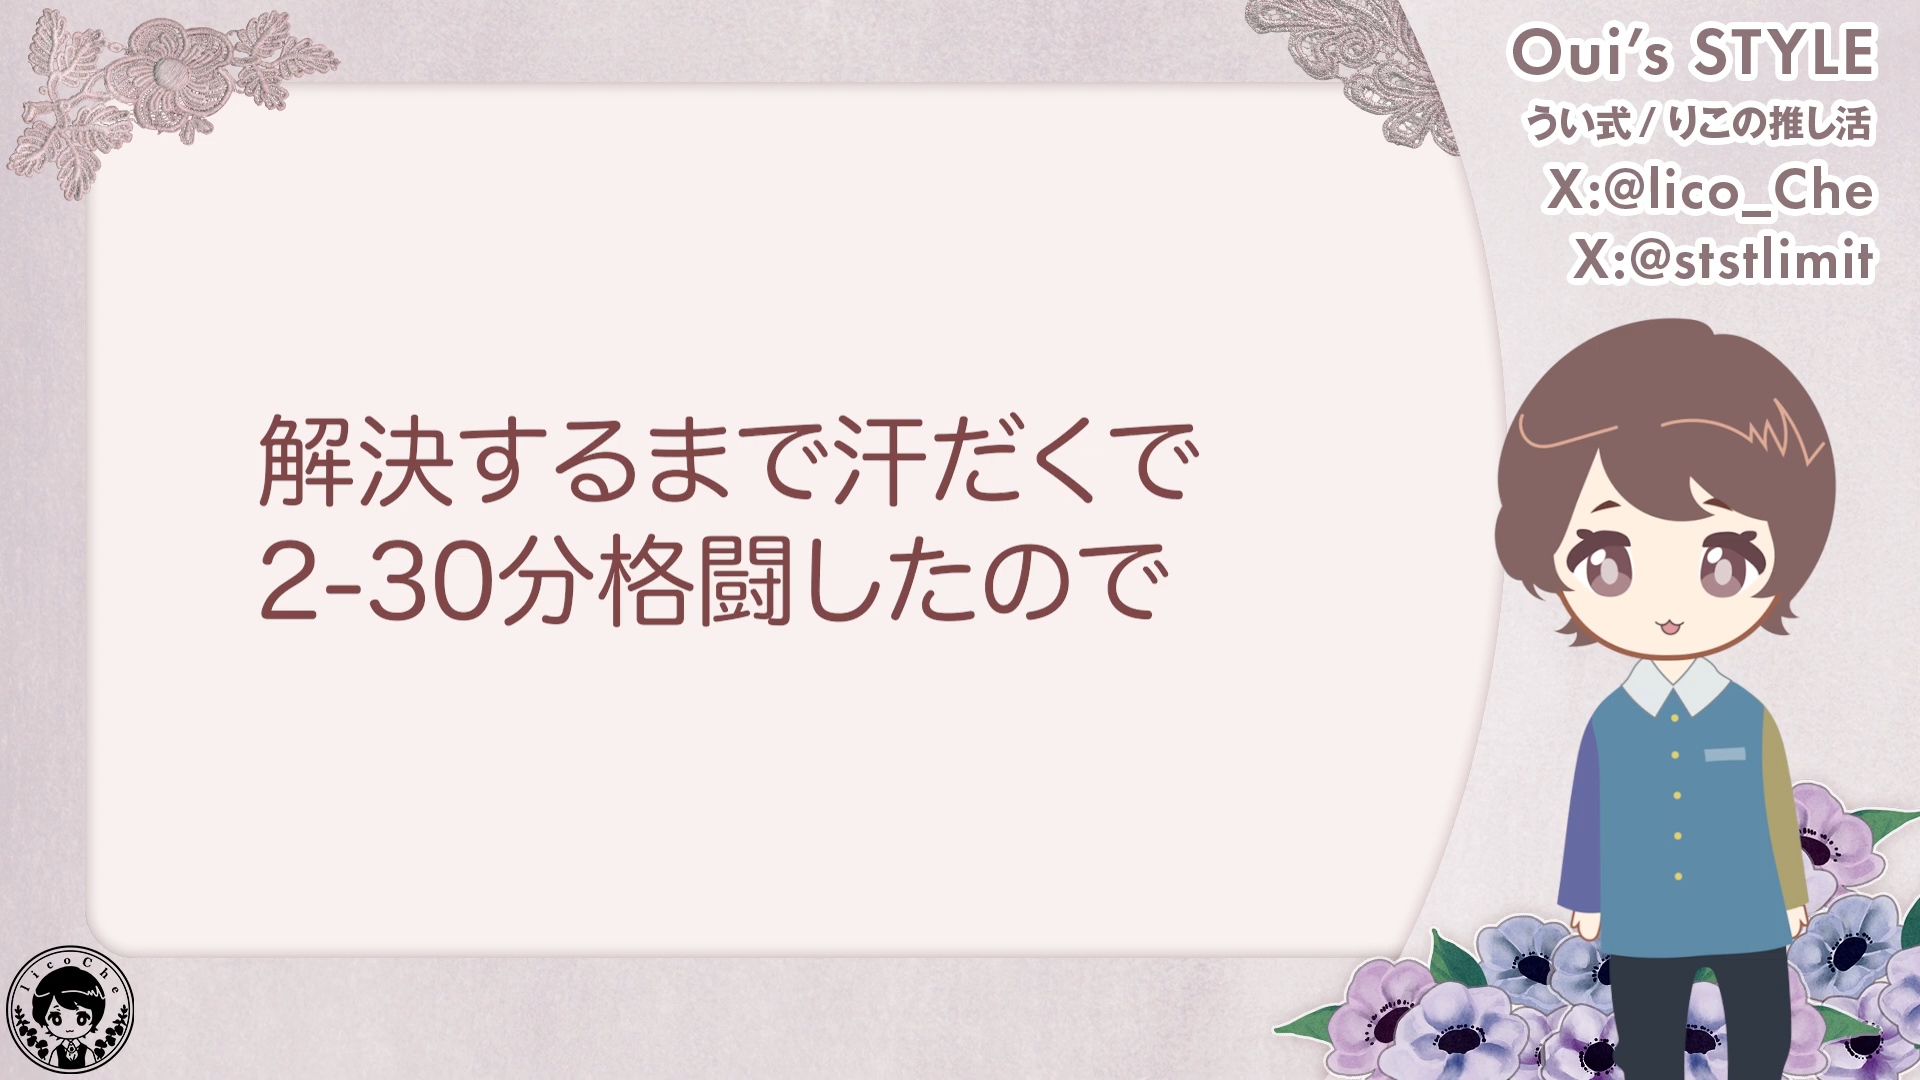 Oui's STYLE
うい式 / りこの推し活
X:@lico_Che
X:@ststlimit
解決するまで汗だくで
2-30分格闘したので
licoChe